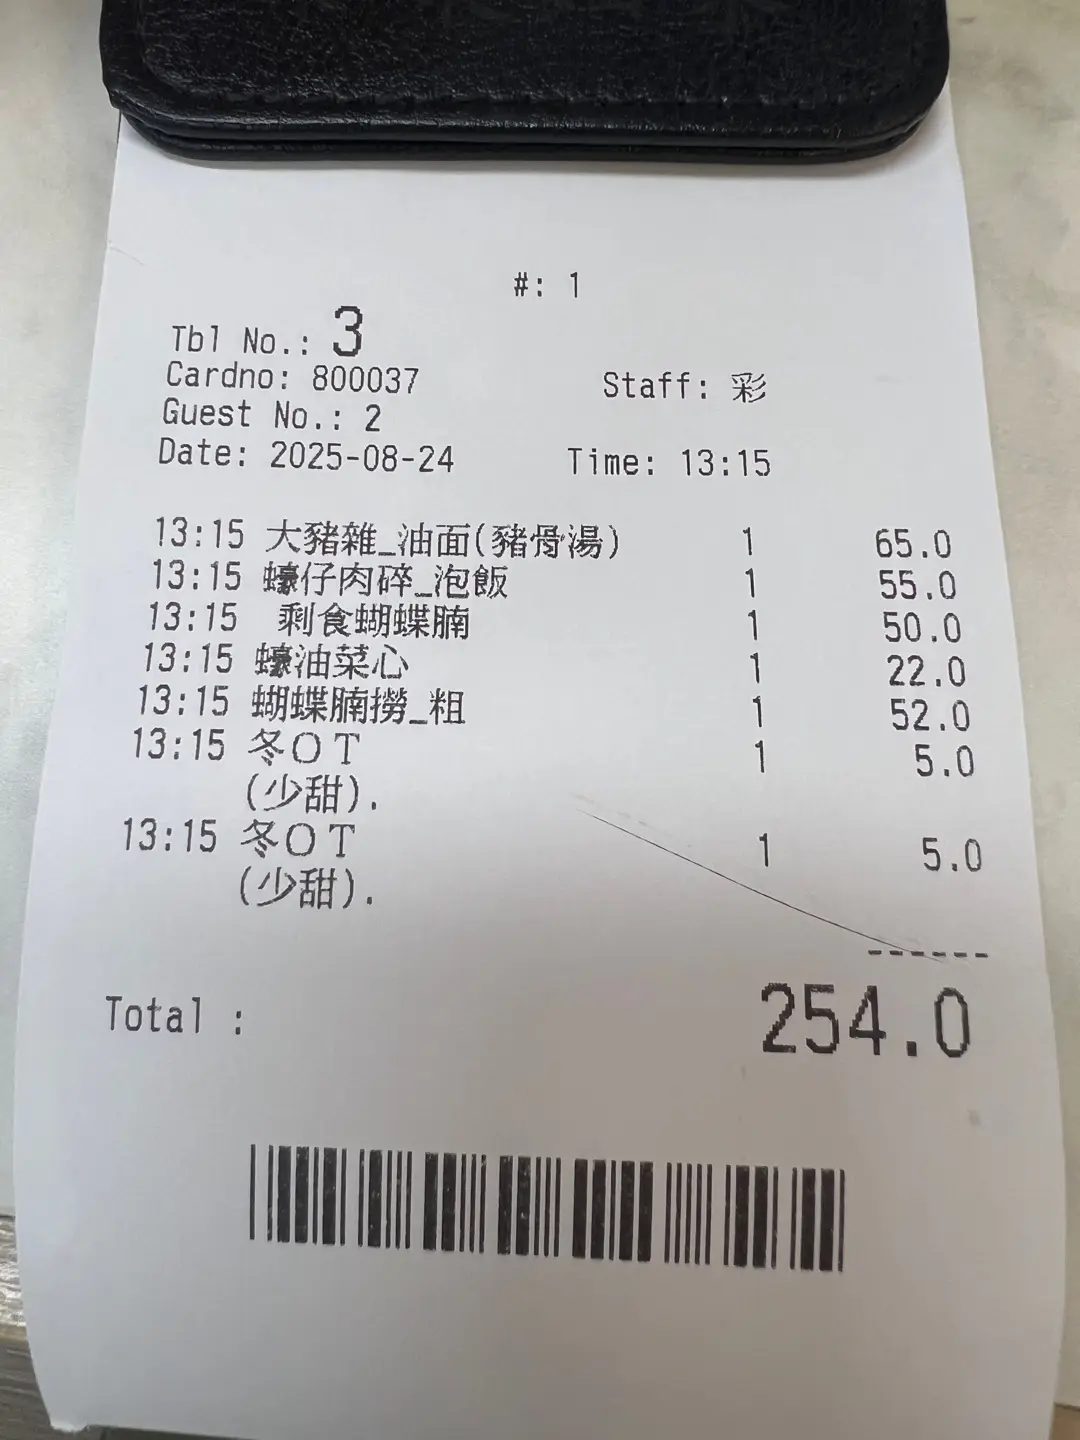 #: 1
Tbl No.: 3
Cardno: 800037 Staff: 彩
Guest No.: 2
Date: 2025-08-24 Time: 13:15
13:15 大豬雜_油面(豬骨湯) 1 65.0
13:15 蠔仔肉碎_泡飯 1 55.0
13:15 剩食蝴蝶腩 1 50.0
13:15 蠔油菜心 1 22.0
13:15 蝴蝶腩撈_粗 1 52.0
13:15 冬OT 1 5.0
(少甜).
13:15 冬OT 1 5.0
(少甜).
------
Total : 254.0